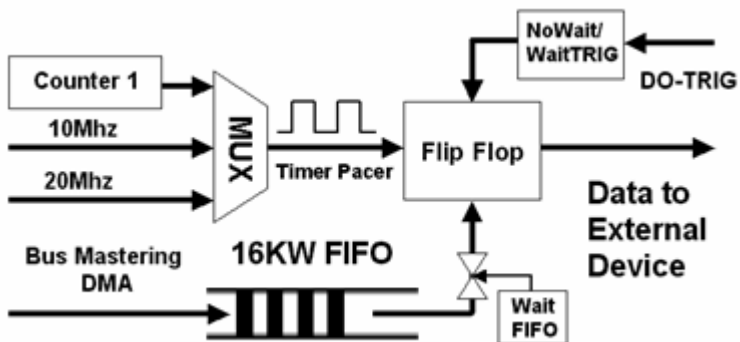 NoWait/
WaitTRIG
DO-TRIG
Counter 1
10Mhz
20Mhz
MUX
Timer Pacer
Flip Flop
Data to
External
Device
Bus Mastering
DMA
16KW FIFO
Wait
FIFO